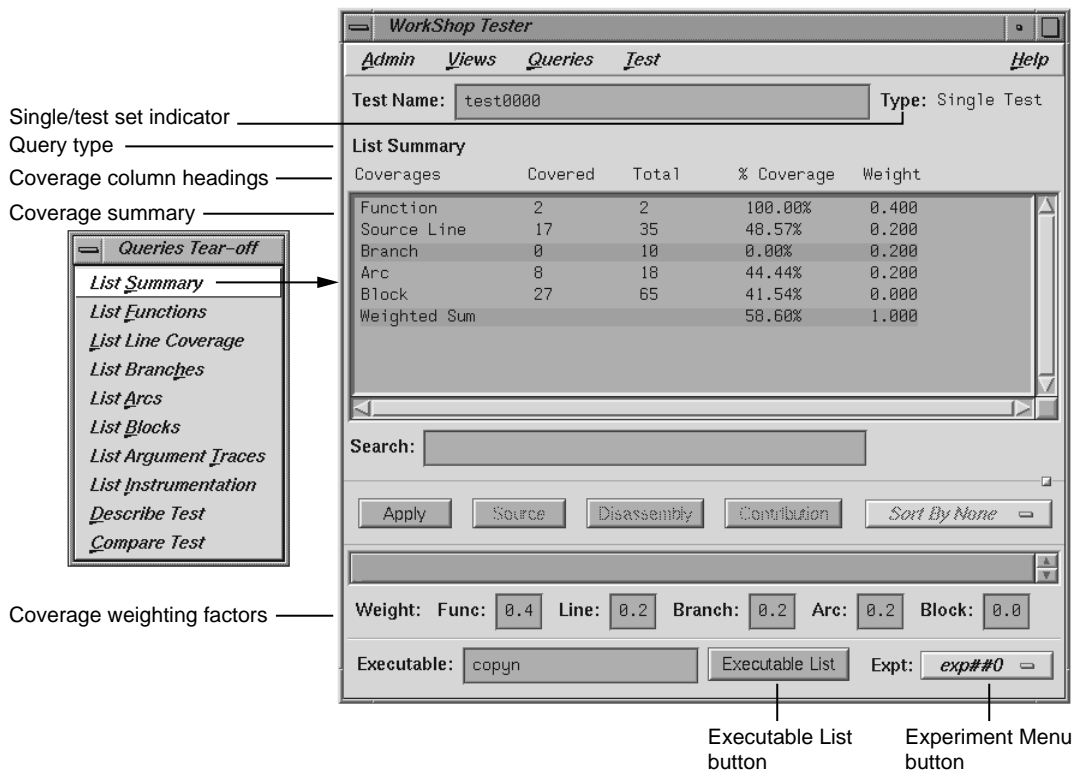 WorkShop Tester
Admin Views Queries Test Help
Test Name: test0000 Type: Single Test
Single/test set indicator
Query type
List Summary
Coverage column headings
Coverages Covered Total % Coverage Weight
Coverage summary
Function 2 2 100.00% 0.400
Source Line 17 35 48.57% 0.200
Branch 0 10 0.00% 0.200
Arc 8 18 44.44% 0.200
Block 27 65 41.54% 0.000
Weighted Sum 58.60% 1.000
Queries Tear-off
List Summary
List Functions
List Line Coverage
List Branches
List Arcs
List Blocks
List Argument Traces
List Instrumentation
Describe Test
Compare Test
Search:
Apply Source Disassembly Contribution Sort By None
Coverage weighting factors
Weight: Func: 0.4 Line: 0.2 Branch: 0.2 Arc: 0.2 Block: 0.0
Executable: copyn Executable List Expt: exp##0
Executable List
button
Experiment Menu
button